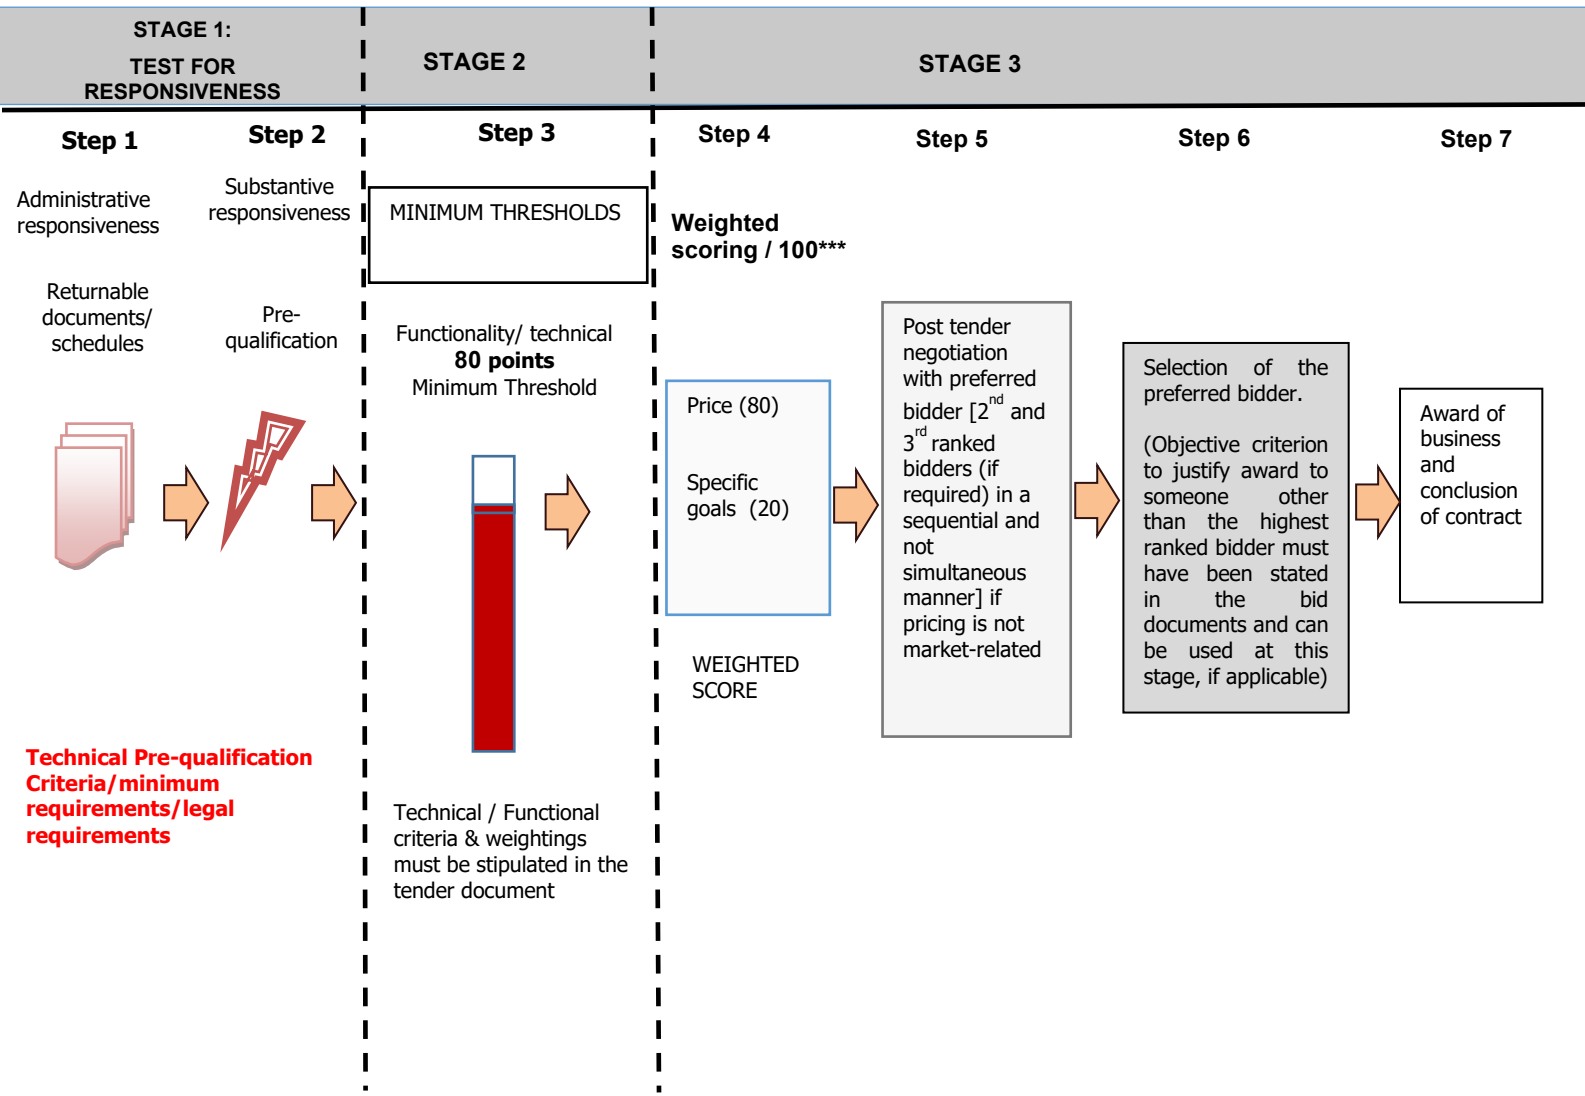 STAGE 1:
TEST FOR
RESPONSIVENESS
STAGE 2
STAGE 3
Step 1
Step 2
Step 3
Step 4
Step 5
Step 6
Step 7
Administrative
responsiveness
Returnable
documents/
schedules
Substantive
responsiveness
Pre-
qualification
Technical Pre-qualification
Criteria/minimum
requirements/legal
requirements
MINIMUM THRESHOLDS
Functionality/ technical
80 points
Minimum Threshold
Technical / Functional
criteria & weightings
must be stipulated in the
tender document
Weighted
scoring / 100***
Price (80)
Specific
goals (20)
WEIGHTED
SCORE
Post tender
negotiation
with preferred
bidder [2nd and
3rd ranked
bidders (if
required) in a
sequential and
not
simultaneous
manner] if
pricing is not
market-related
Selection of the
preferred bidder.
(Objective criterion
to justify award to
someone other
than the highest
ranked bidder must
have been stated
in the bid
documents and can
be used at this
stage, if applicable)
Award of
business
and
conclusion
of contract